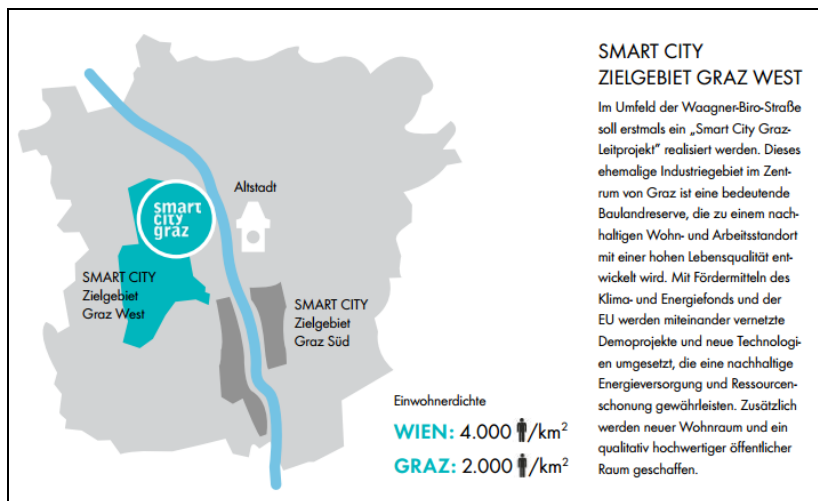 SMART CITY
ZIELGEBIET GRAZ WEST
Im Umfeld der Waagner-Biro-Straße
soll erstmals ein „Smart City Graz-
Leitprojekt" realisiert werden. Dieses
ehemalige Industriegebiet im Zent-
rum von Graz ist eine bedeutende
Baulandreserve, die zu einem nach-
haltigen Wohn- und Arbeitsstandort
mit einer hohen Lebensqualität ent-
wickelt wird. Mit Fördermitteln des
Klima- und Energiefonds und der
EU werden miteinander vernetzte
Demoprojekte und neue Technologi-
en umgesetzt, die eine nachhaltige
Energieversorgung und Ressourcen-
schonung gewährleisten. Zusätzlich
werden neuer Wohnraum und ein
qualitativ hochwertiger öffentlicher
Raum geschaffen.
Altstadt
smart
city
graz
SMART CITY
Zielgebiet
Graz West
SMART CITY
Zielgebiet
Graz Süd
Einwohnerdichte
WIEN: 4.000 /km²
GRAZ: 2.000 /km²